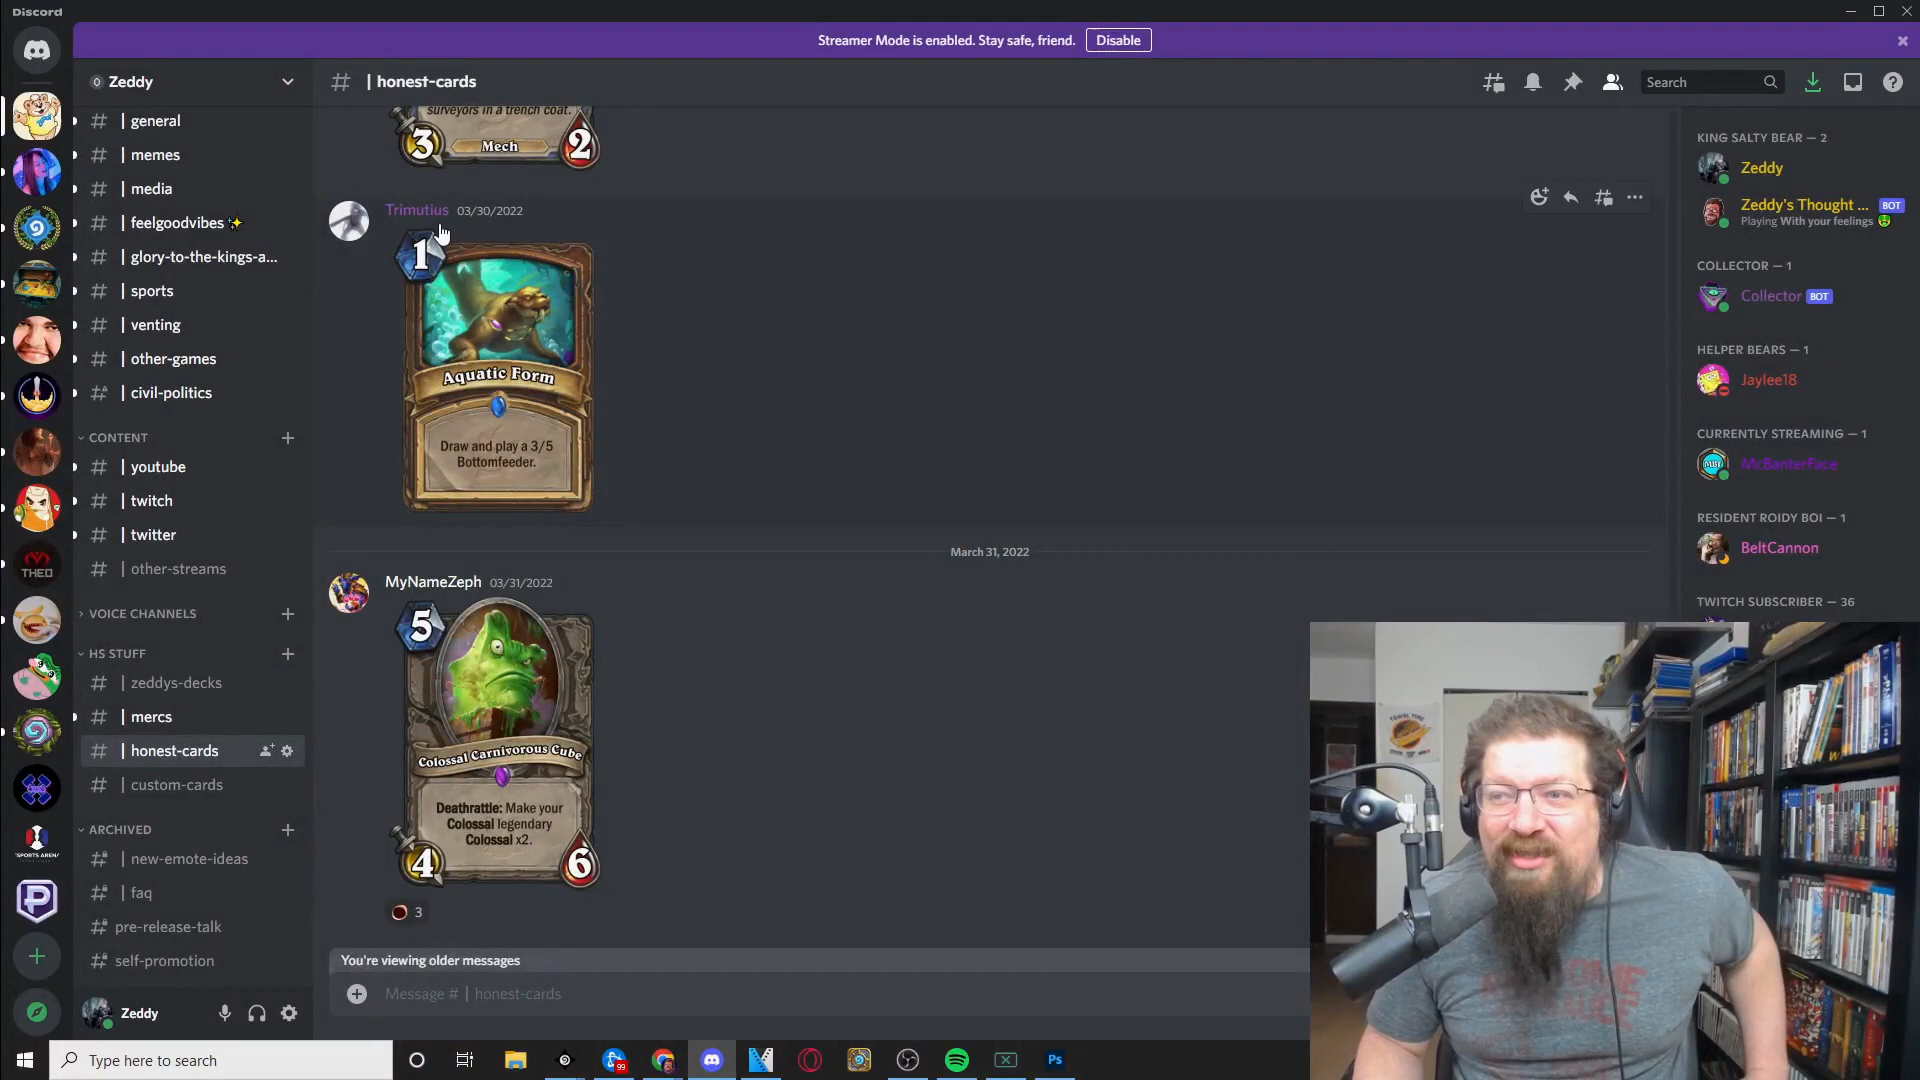 Discord
Streamer Mode is enabled. Stay safe, friend.
Disable
Zeddy
| honest-cards
Search
| general
| memes
| media
| feelgoodvibes
| glory-to-the-kings-a...
| sports
| venting
| other-games
| civil-politics
CONTENT
| youtube
| twitch
| twitter
| other-streams
VOICE CHANNELS
HS STUFF
| zeddys-decks
| mercs
| honest-cards
| custom-cards
ARCHIVED
| new-emote-ideas
| faq
pre-release-talk
self-promotion
Zeddy
surveyors in a trench coat.
3
Mech
2
Trimutius 03/30/2022
1
Aquatic Form
Draw and play a 3/5
Bottomfeeder.
March 31, 2022
MyNameZeph 03/31/2022
5
Colossal Carnivorous Cube
Deathrattle: Make your
Colossal legendary
Colossal x2.
4
6
3
You're viewing older messages
Message # | honest-cards
KING SALTY BEAR — 2
Zeddy
Zeddy's Thought ... BOT
Playing With your feelings
COLLECTOR — 1
Collector BOT
HELPER BEARS — 1
Jaylee18
CURRENTLY STREAMING — 1
McBanterFace
RESIDENT ROIDY BOI — 1
BeltCannon
TWITCH SUBSCRIBER — 36
THEO
Type here to search
99
Ps